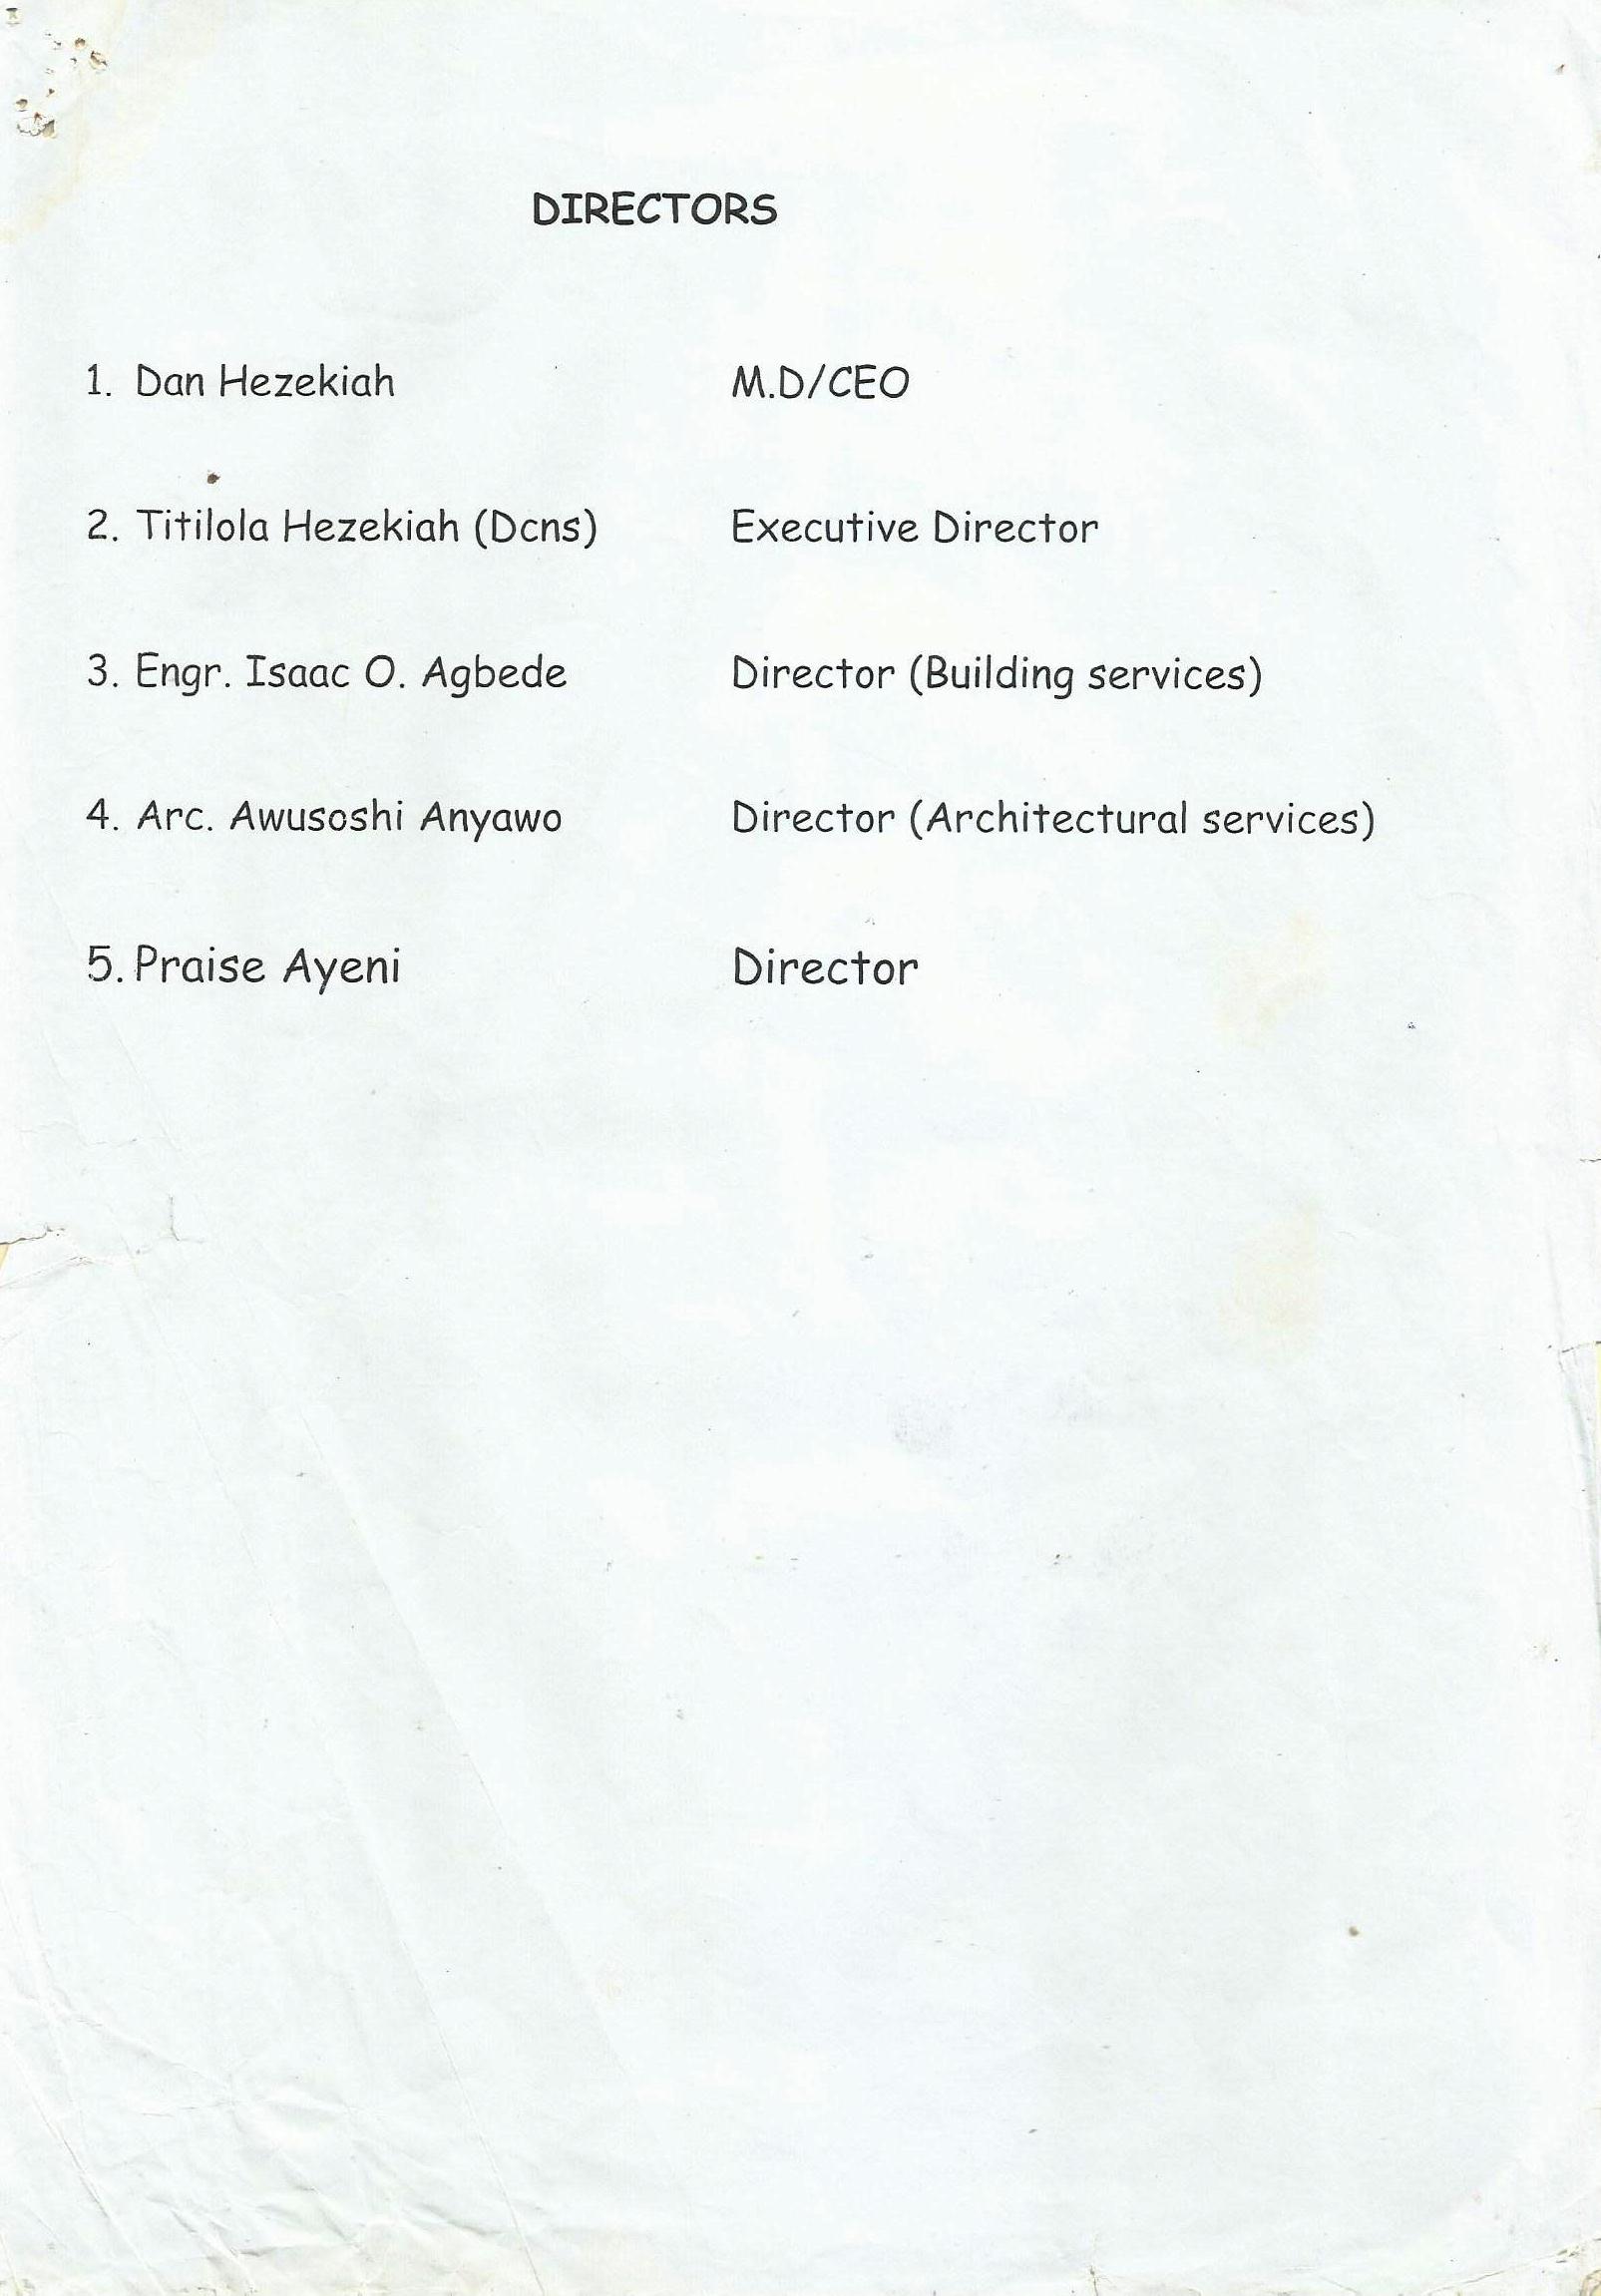 DIRECTORS
1. Dan Hezekiah M.D/CEO
2. Titilola Hezekiah (Dcns) Executive Director
3. Engr. Isaac O. Agbede Director (Building services)
4. Arc. Awusoshi Anyawo Director (Architectural services)
5. Praise Ayeni Director